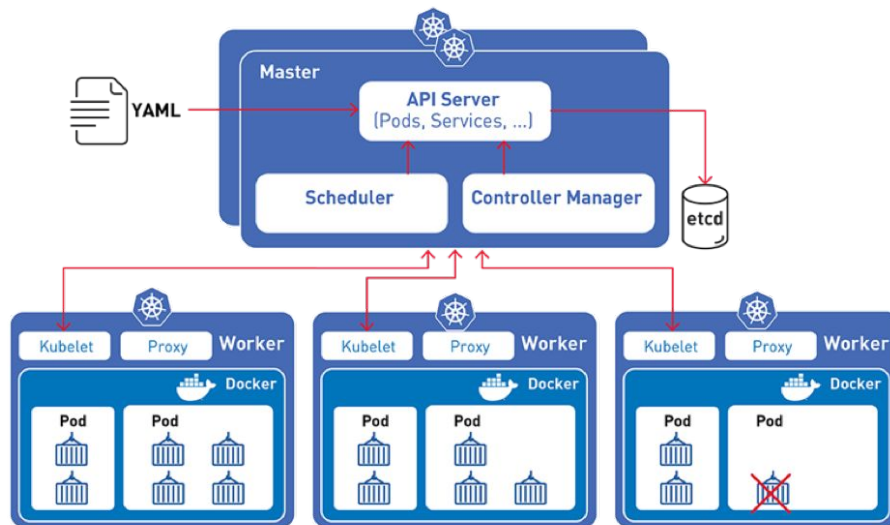 Master
YAML
API Server
(Pods, Services, ...)
Scheduler
Controller Manager
etcd
Kubelet
Proxy
Worker
Docker
Pod
Pod
Kubelet
Proxy
Worker
Docker
Pod
Pod
Kubelet
Proxy
Worker
Docker
Pod
Pod